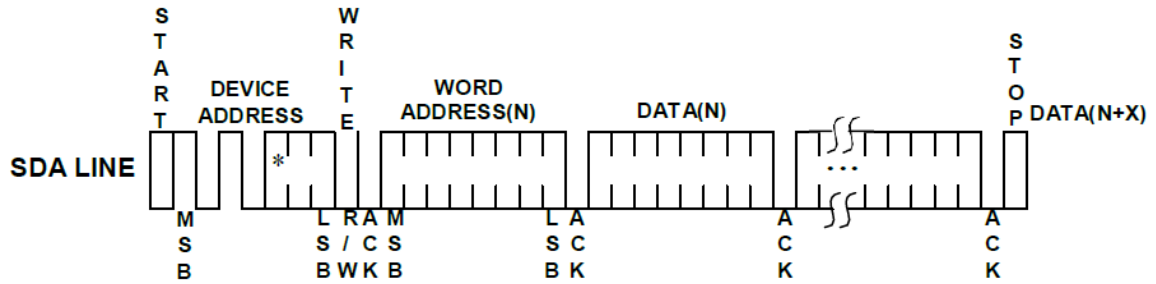 START
WRITE
STOP
DEVICE
ADDRESS
WORD
ADDRESS(N)
DATA(N)
DATA(N+X)
SDA LINE
*
...
MSB
LSB
R/W
ACK
MSB
LSB
ACK
ACK
ACK